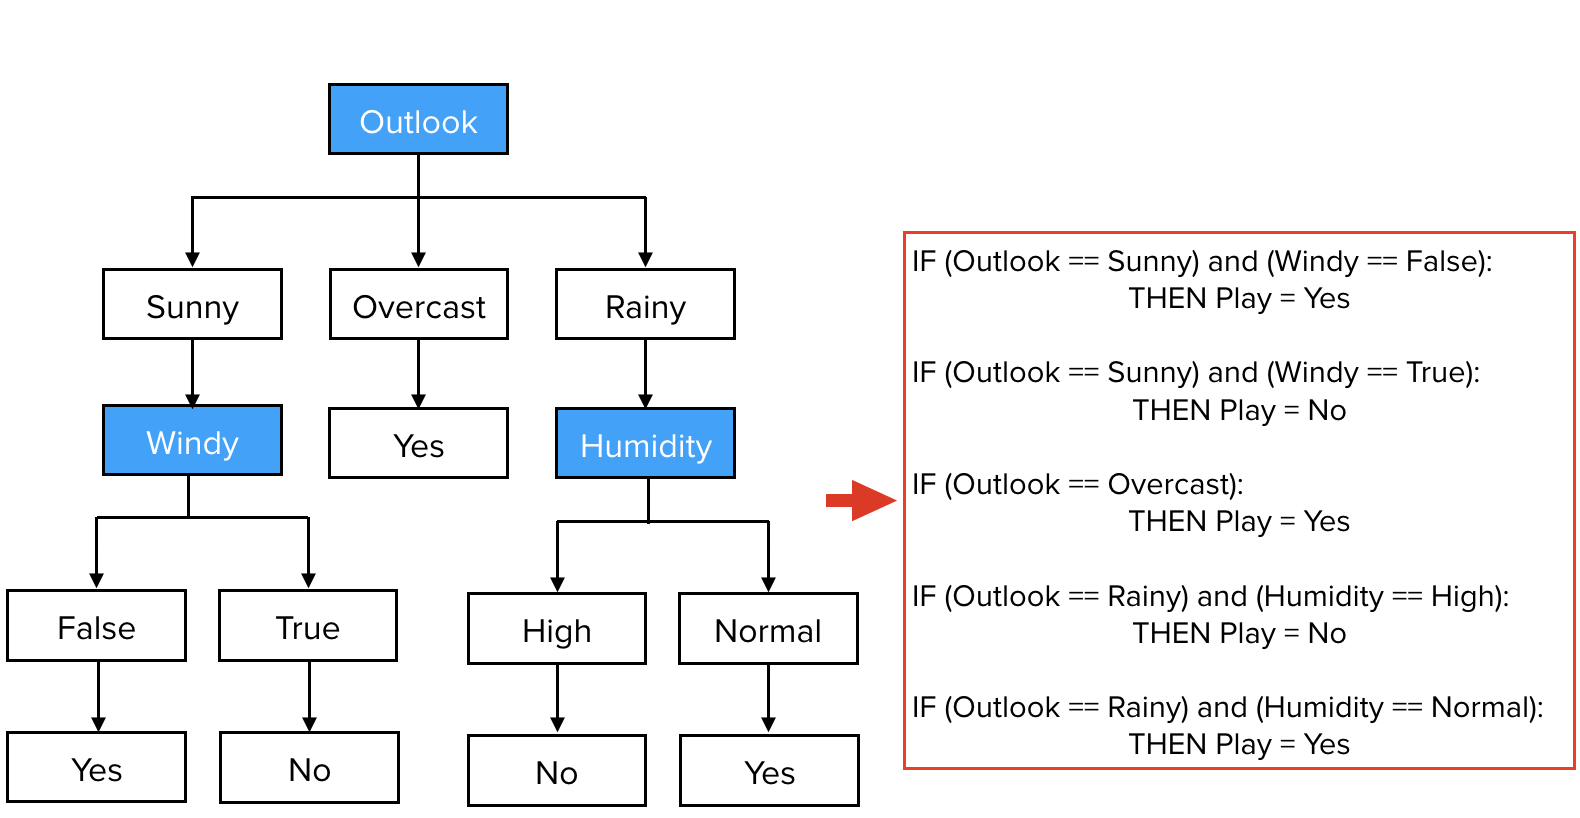 Outlook
Sunny
Overcast
Rainy
Windy
Yes
Humidity
False
True
High
Normal
Yes
No
No
Yes
IF (Outlook == Sunny) and (Windy == False):
THEN Play = Yes
IF (Outlook == Sunny) and (Windy == True):
THEN Play = No
IF (Outlook == Overcast):
THEN Play = Yes
IF (Outlook == Rainy) and (Humidity == High):
THEN Play = No
IF (Outlook == Rainy) and (Humidity == Normal):
THEN Play = Yes